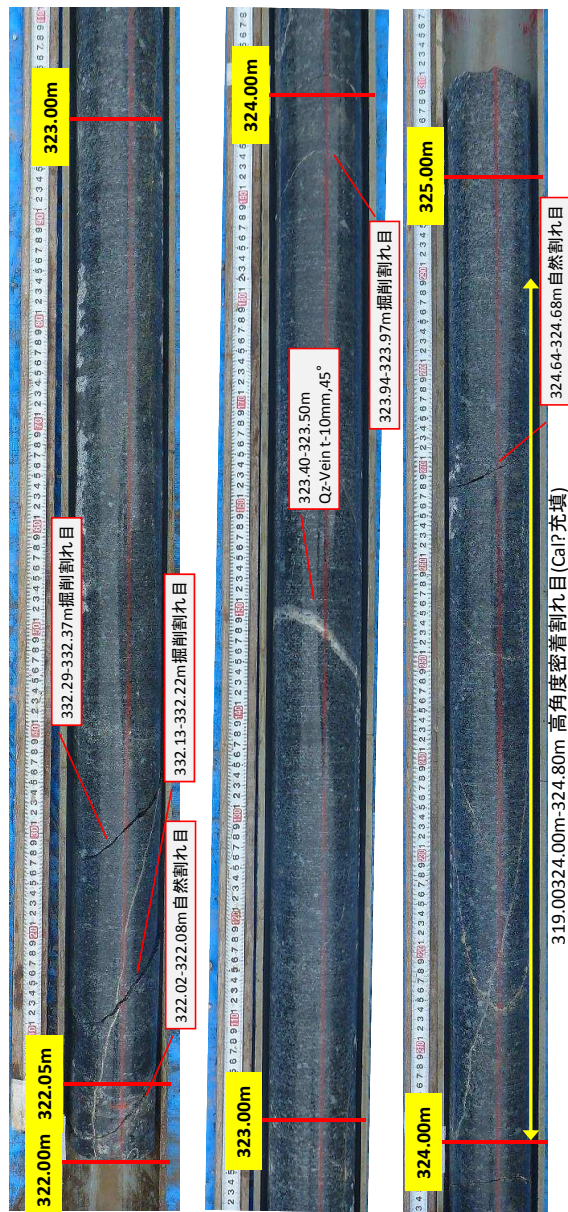 322.00m
322.05m
323.00m
322.02-322.08m自然割れ目
332.13-332.22m掘削割れ目
332.29-332.37m掘削割れ目
323.00m
324.00m
323.40-323.50m
Qz-Vein t-10mm,45°
323.94-323.97m掘削割れ目
324.00m
325.00m
324.64-324.68m自然割れ目
319.00324.00m-324.80m 高角度密着割れ目(Cal?充填)